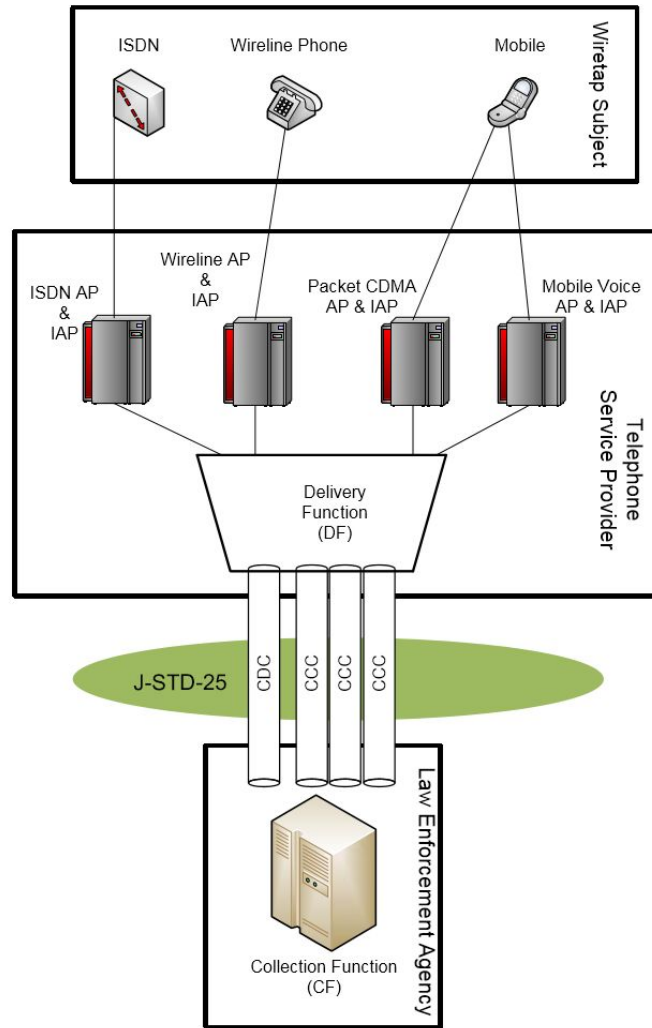 ISDN
Wireline Phone
Mobile
Wiretap Subject
ISDN AP
&
IAP
Wireline AP
&
IAP
Packet CDMA
AP & IAP
Mobile Voice
AP & IAP
Telephone
Service Provider
Delivery
Function
(DF)
J-STD-25
CDC
CCC
CCC
CCC
Law Enforcement Agency
Collection Function
(CF)